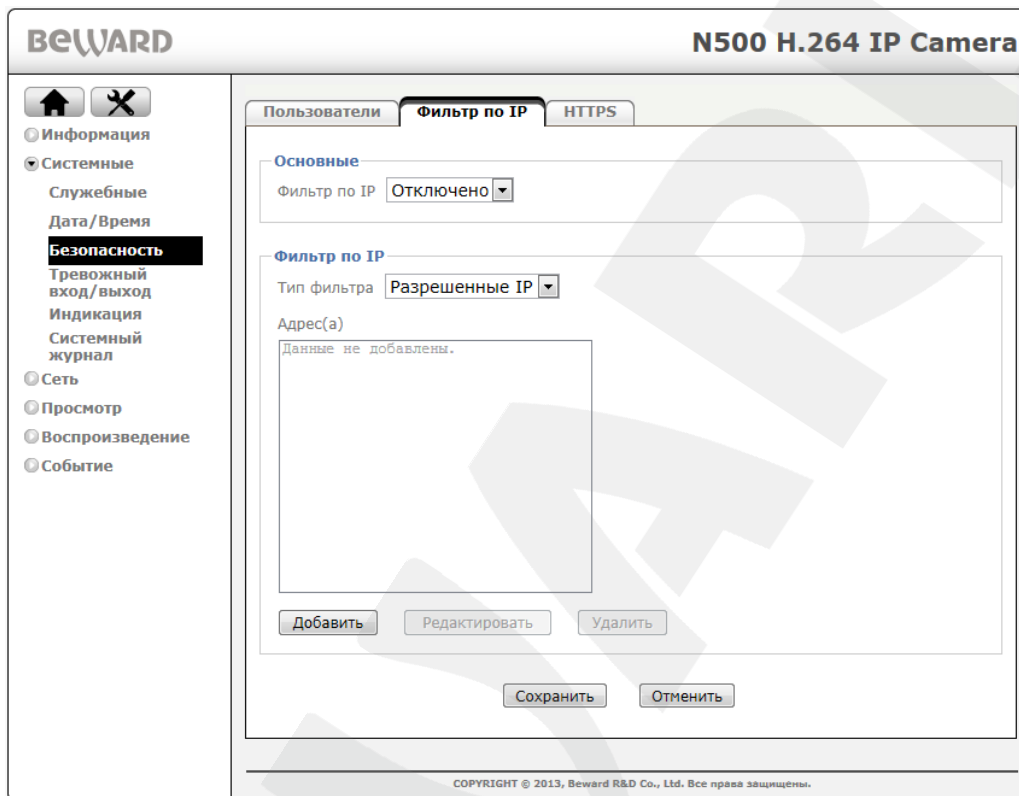 BEWARD
N500 H.264 IP Camera
Информация
Системные
Служебные
Дата/Время
Безопасность
Тревожный
вход/выход
Индикация
Системный
журнал
Сеть
Просмотр
Воспроизведение
Событие
Пользователи Фильтр по IP HTTPS
Основные
Фильтр по IP Отключено
Фильтр по IP
Тип фильтра Разрешенные IP
Адрес(а)
Данные не добавлены.
Добавить Редактировать Удалить
Сохранить Отменить
COPYRIGHT © 2013, Beward R&D Co., Ltd. Все права защищены.